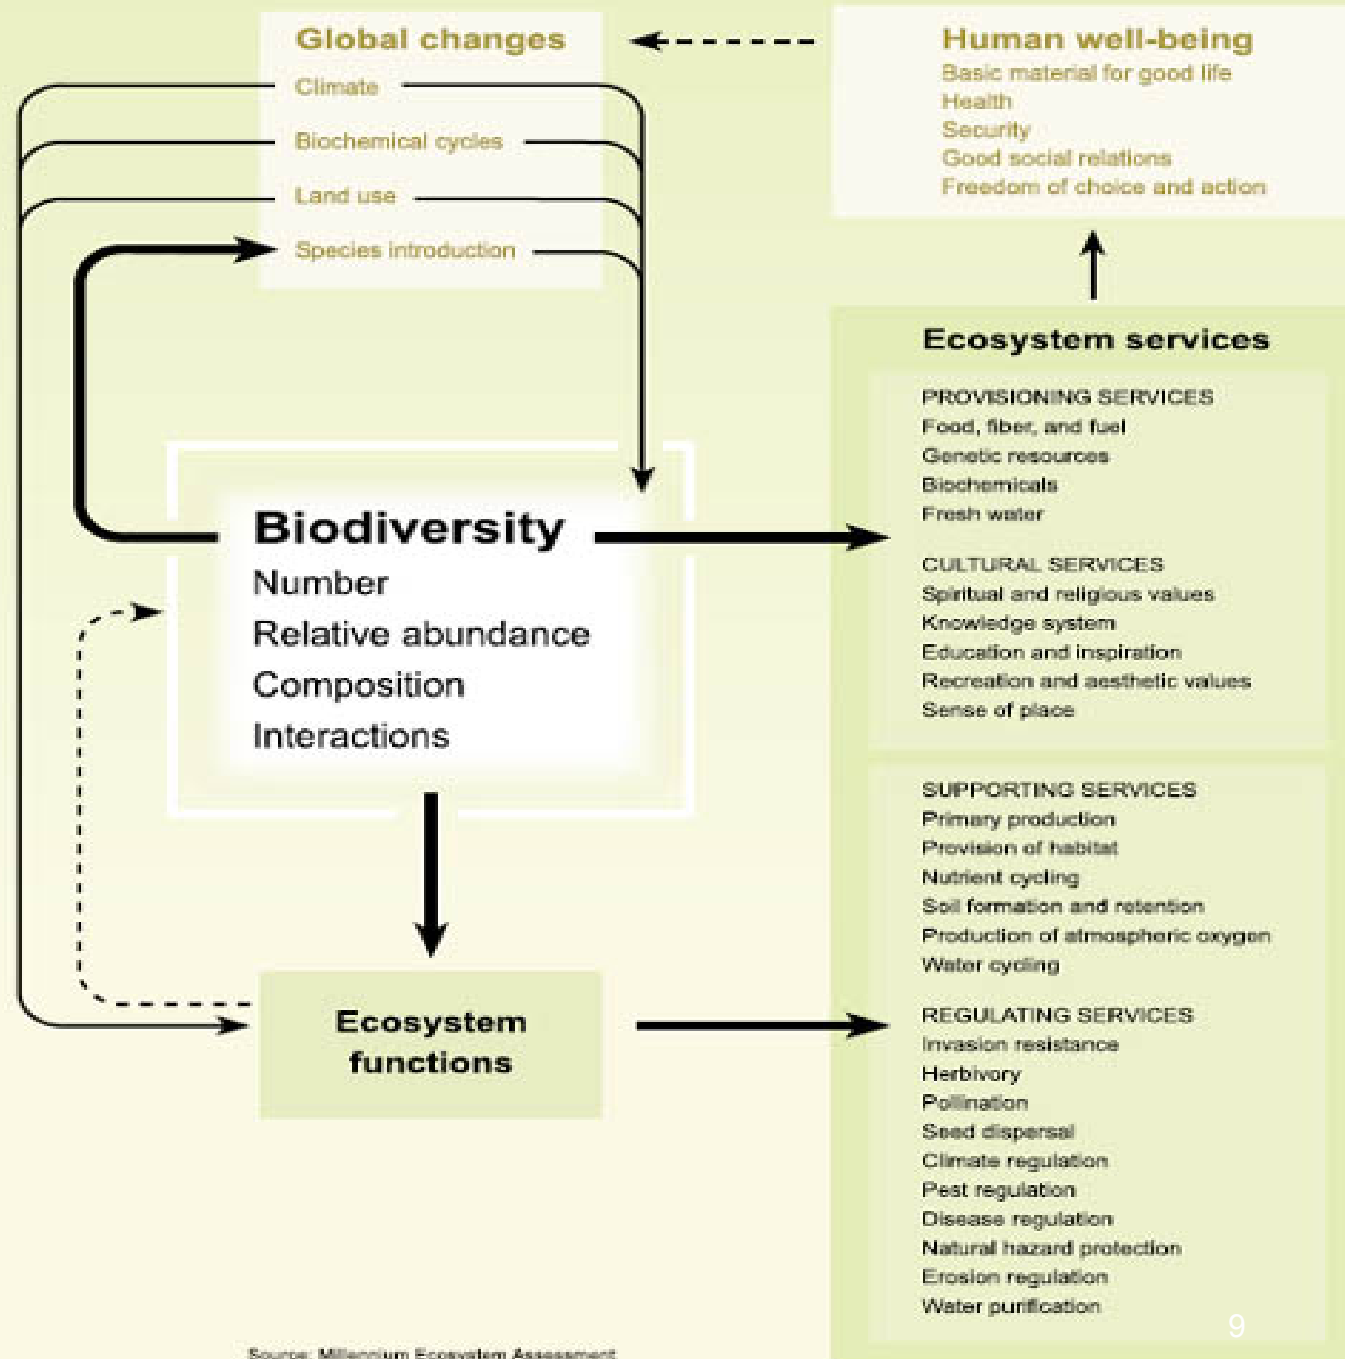 Global changes
Climate
Biochemical cycles
Land use
Species introduction
Human well-being
Basic material for good life
Health
Security
Good social relations
Freedom of choice and action
Biodiversity
Number
Relative abundance
Composition
Interactions
Ecosystem
functions
Ecosystem services
PROVISIONING SERVICES
Food, fiber, and fuel
Genetic resources
Biochemicals
Fresh water
CULTURAL SERVICES
Spiritual and religious values
Knowledge system
Education and inspiration
Recreation and aesthetic values
Sense of place
SUPPORTING SERVICES
Primary production
Provision of habitat
Nutrient cycling
Soil formation and retention
Production of atmospheric oxygen
Water cycling
REGULATING SERVICES
Invasion resistance
Herbivory
Pollination
Seed dispersal
Climate regulation
Pest regulation
Disease regulation
Natural hazard protection
Erosion regulation
Water purification
9
Source: Millennium Ecosystem Assessment